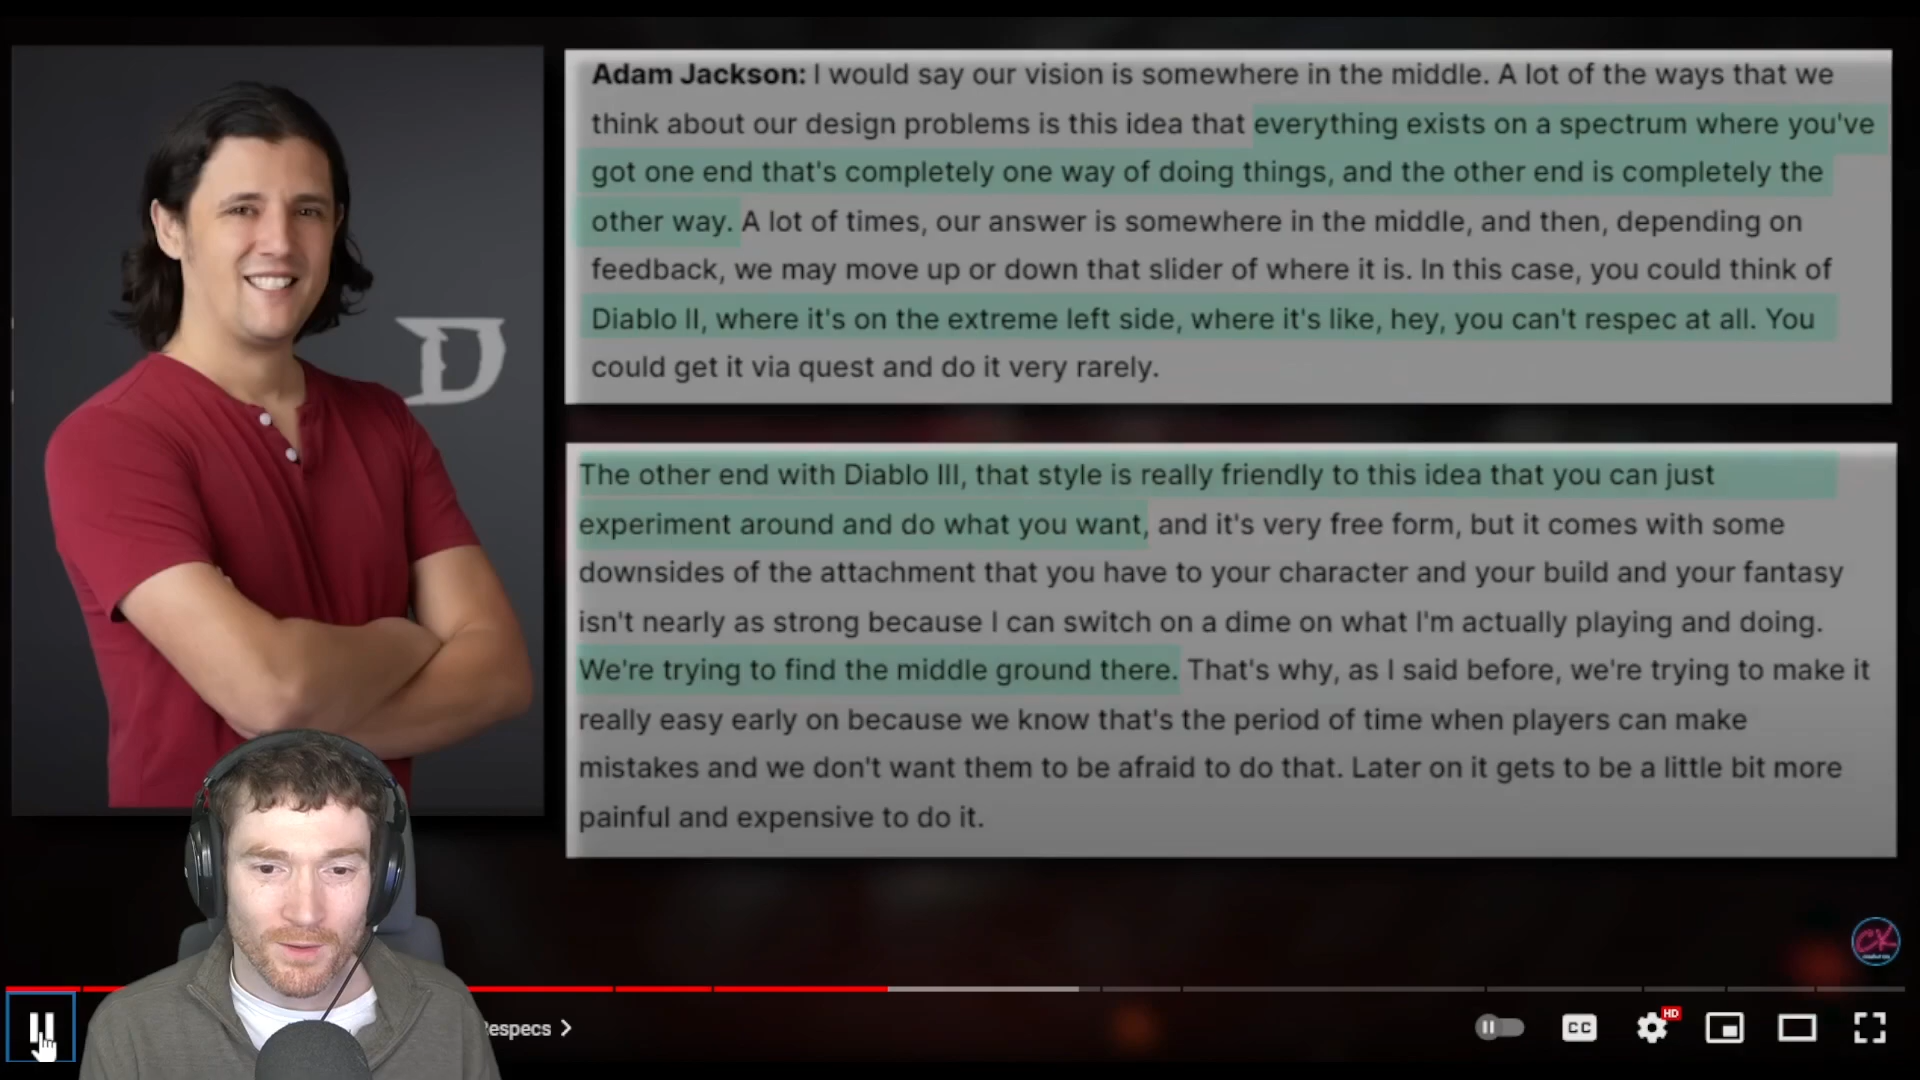 Adam Jackson: I would say our vision is somewhere in the middle. A lot of the ways that we
think about our design problems is this idea that everything exists on a spectrum where you've
got one end that's completely one way of doing things, and the other end is completely the
other way. A lot of times, our answer is somewhere in the middle, and then, depending on
feedback, we may move up or down that slider of where it is. In this case, you could think of
Diablo II, where it's on the extreme left side, where it's like, hey, you can't respec at all. You
could get it via quest and do it very rarely.
D
The other end with Diablo III, that style is really friendly to this idea that you can just
experiment around and do what you want, and it's very free form, but it comes with some
downsides of the attachment that you have to your character and your build and your fantasy
isn't nearly as strong because I can switch on a dime on what I'm actually playing and doing.
We're trying to find the middle ground there. That's why, as I said before, we're trying to make it
really easy early on because we know that's the period of time when players can make
mistakes and we don't want them to be afraid to do that. Later on it gets to be a little bit more
painful and expensive to do it.
CK
Respecs
CC
HD